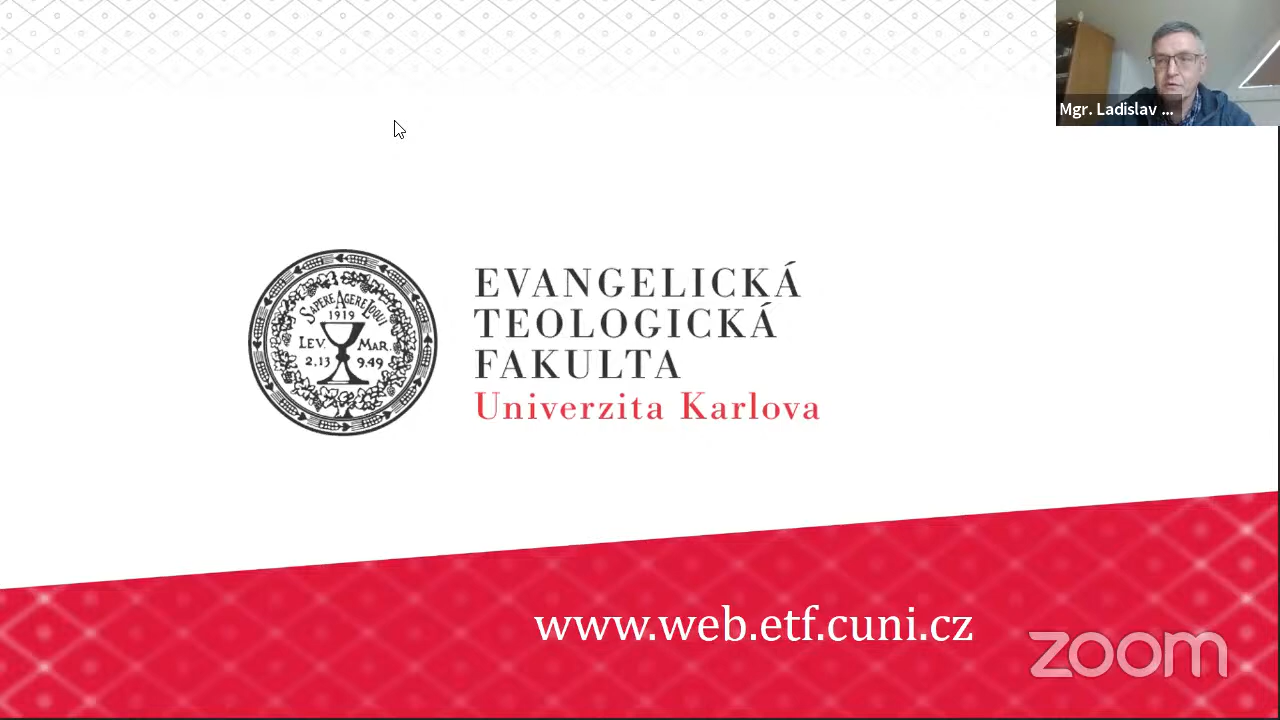 Mgr. Ladislav ...
SAPERE AGERE LOQUI
1919
LEV. MAR.
2,13 9.49
EVANGELICKÁ
TEOLOGICKÁ
FAKULTA
Univerzita Karlova
www.web.etf.cuni.cz
zoom